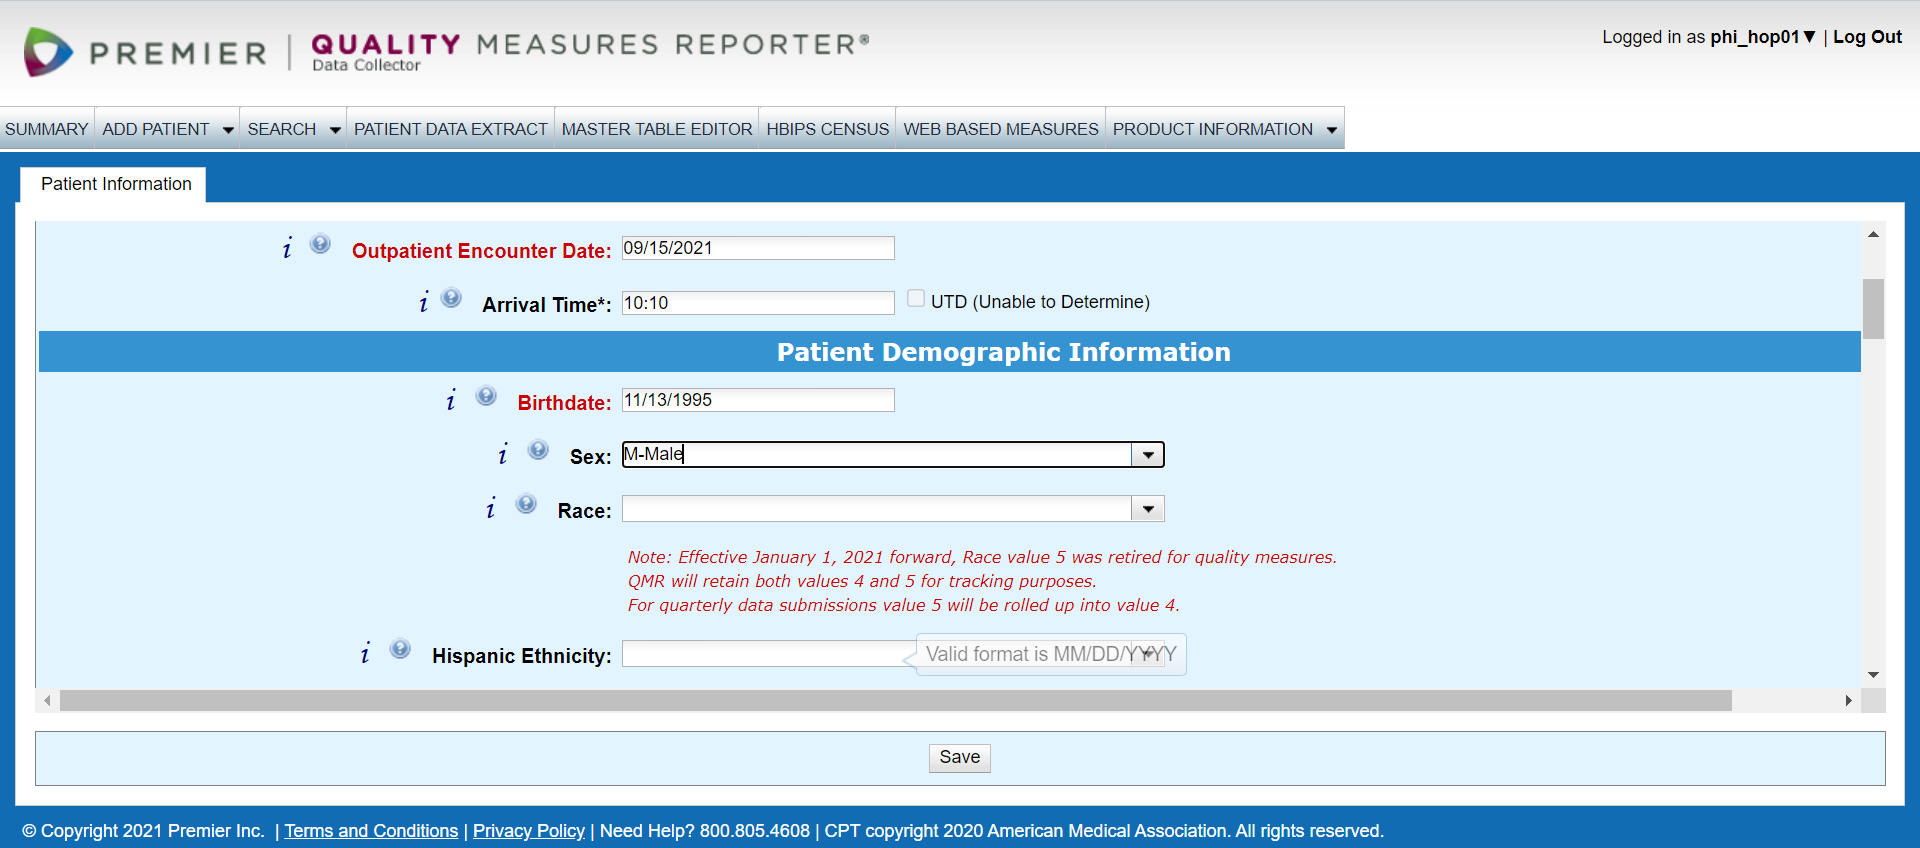 PREMIER | QUALITY MEASURES REPORTER®
Data Collector
Logged in as phi_hop01▼ | Log Out
SUMMARY ADD PATIENT SEARCH PATIENT DATA EXTRACT MASTER TABLE EDITOR HBIPS CENSUS WEB BASED MEASURES PRODUCT INFORMATION
Patient Information
i ? Outpatient Encounter Date: 09/15/2021
i ? Arrival Time*: 10:10 UTD (Unable to Determine)
Patient Demographic Information
i ? Birthdate: 11/13/1995
i ? Sex: M-Male
i ? Race:
Note: Effective January 1, 2021 forward, Race value 5 was retired for quality measures.
QMR will retain both values 4 and 5 for tracking purposes.
For quarterly data submissions value 5 will be rolled up into value 4.
i ? Hispanic Ethnicity: Valid format is MM/DD/YYYY
Save
© Copyright 2021 Premier Inc. | Terms and Conditions | Privacy Policy | Need Help? 800.805.4608 | CPT copyright 2020 American Medical Association. All rights reserved.